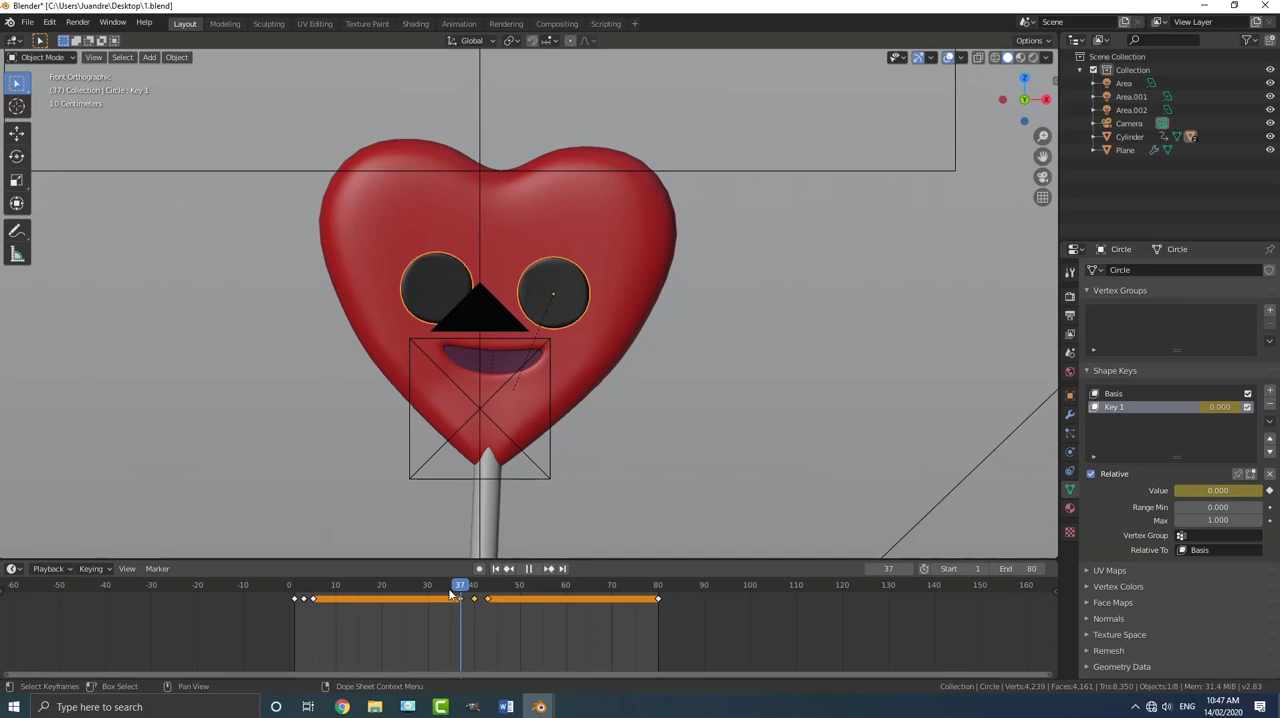 Blender* [C:\Users\Juandre\Desktop\1.blend]
File Edit Render Window Help Layout Modeling Sculpting UV Editing Texture Paint Shading Animation Rendering Compositing Scripting + Scene View Layer
Global Options
Object Mode View Select Add Object
Front Orthographic
(37) Collection | Circle : Key 1
10 Centimeters
Z
X
Y
Scene Collection
Collection
Area
Area.001
Area.002
Camera
Cylinder
Plane
Circle Circle
Circle
Vertex Groups
Shape Keys
Basis
Key 1 0.000
Relative
Value 0.000
Range Min 0.000
Max 1.000
Vertex Group
Relative To Basis
UV Maps
Vertex Colors
Face Maps
Normals
Texture Space
Remesh
Geometry Data
Playback Keying View Marker 37 Start 1 End 80
-60 -50 -40 -30 -20 -10 0 10 20 30 37 40 50 60 70 80 90 100 110 120 130 140 150 160
Select Keyframes Box Select Pan View Dope Sheet Context Menu Collection | Circle | Verts:4,239 | Faces:4,161 | Tris:8,350 | Objects:1/8 | Mem: 31.4 MiB | v2.83
Type here to search ENG 10:47 AM
14/02/2020